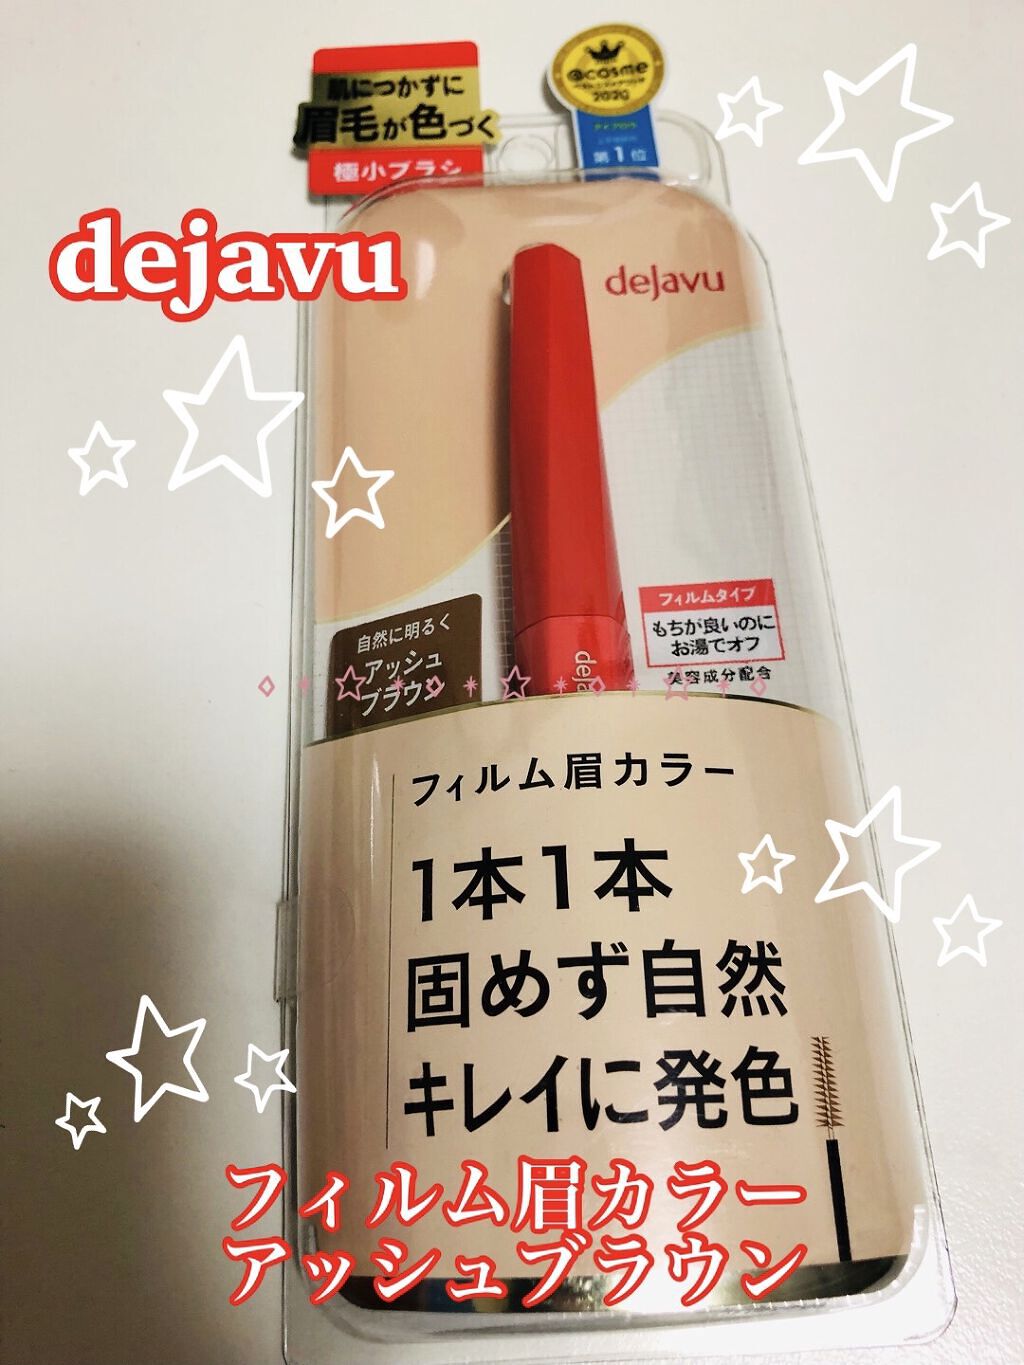 肌につかずに
眉毛が色づく
極小ブラシ
@cosme
2020
第1位
dejavu
dejavu
自然に明るく
アッシュ
ブラウン
deja
フィルムタイプ
もちが良いのに
お湯でオフ
美容成分配合
フィルム眉カラー
1本1本
固めず自然
キレイに発色
フィルム眉カラー
アッシュブラウン